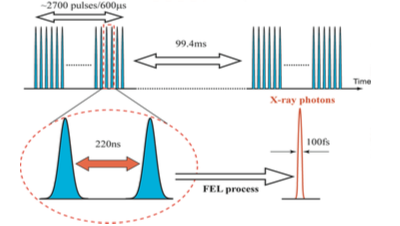 ~2700 pulses/600µs
99.4ms
Time
X-ray photons
220ns
100fs
FEL process